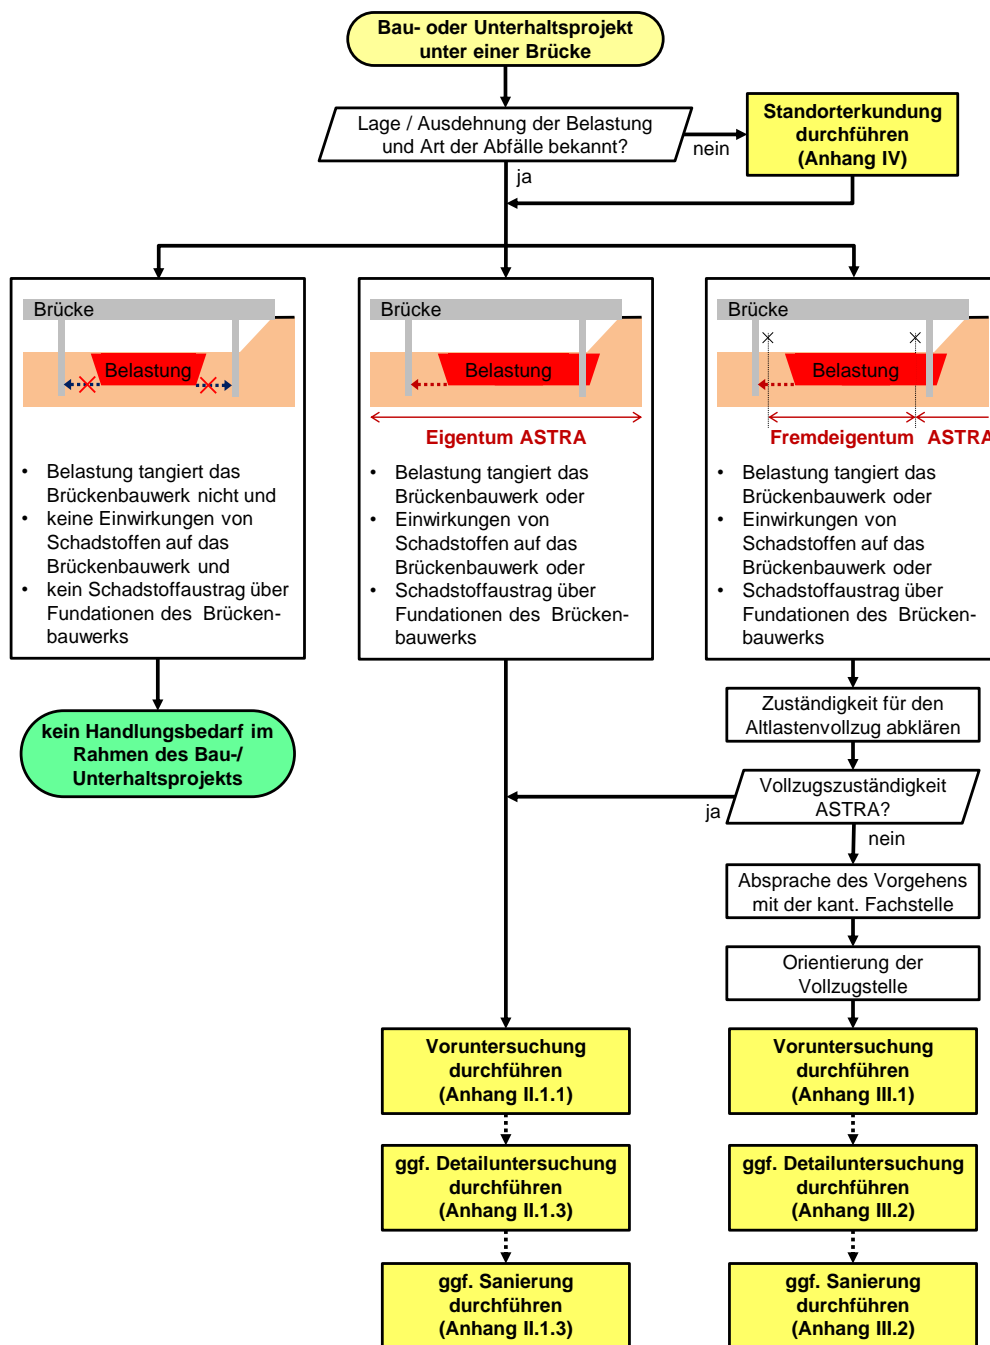 Bau- oder Unterhaltsprojekt
unter einer Brücke
Lage / Ausdehnung der Belastung
und Art der Abfälle bekannt?
nein
ja
Standorterkundung
durchführen
(Anhang IV)
Brücke
Belastung
• Belastung tangiert das
Brückenbauwerk nicht und
• keine Einwirkungen von
Schadstoffen auf das
Brückenbauwerk und
• kein Schadstoffaustrag über
Fundationen des Brücken-
bauwerks
kein Handlungsbedarf im
Rahmen des Bau-/
Unterhaltsprojekts
Brücke
Belastung
Eigentum ASTRA
• Belastung tangiert das
Brückenbauwerk oder
• Einwirkungen von
Schadstoffen auf das
Brückenbauwerk oder
• Schadstoffaustrag über
Fundationen des Brücken-
bauwerks
Brücke
Belastung
Fremdeigentum ASTRA
• Belastung tangiert das
Brückenbauwerk oder
• Einwirkungen von
Schadstoffen auf das
Brückenbauwerk oder
• Schadstoffaustrag über
Fundationen des Brücken-
bauwerks
Zuständigkeit für den
Altlastenvollzug abklären
Vollzugszuständigkeit
ASTRA?
ja
nein
Absprache des Vorgehens
mit der kant. Fachstelle
Orientierung der
Vollzugstelle
Voruntersuchung
durchführen
(Anhang II.1.1)
ggf. Detailuntersuchung
durchführen
(Anhang II.1.3)
ggf. Sanierung
durchführen
(Anhang II.1.3)
Voruntersuchung
durchführen
(Anhang III.1)
ggf. Detailuntersuchung
durchführen
(Anhang III.2)
ggf. Sanierung
durchführen
(Anhang III.2)